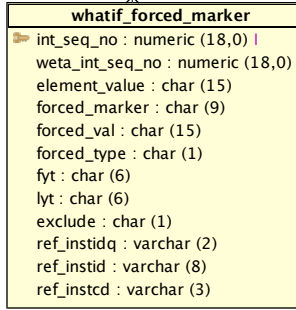 whatif_forced_marker
int_seq_no : numeric (18,0) I
weta_int_seq_no : numeric (18,0)
element_value : char (15)
forced_marker : char (9)
forced_val : char (15)
forced_type : char (1)
fyt : char (6)
lyt : char (6)
exclude : char (1)
ref_instidq : varchar (2)
ref_instid : varchar (8)
ref_instcd : varchar (3)